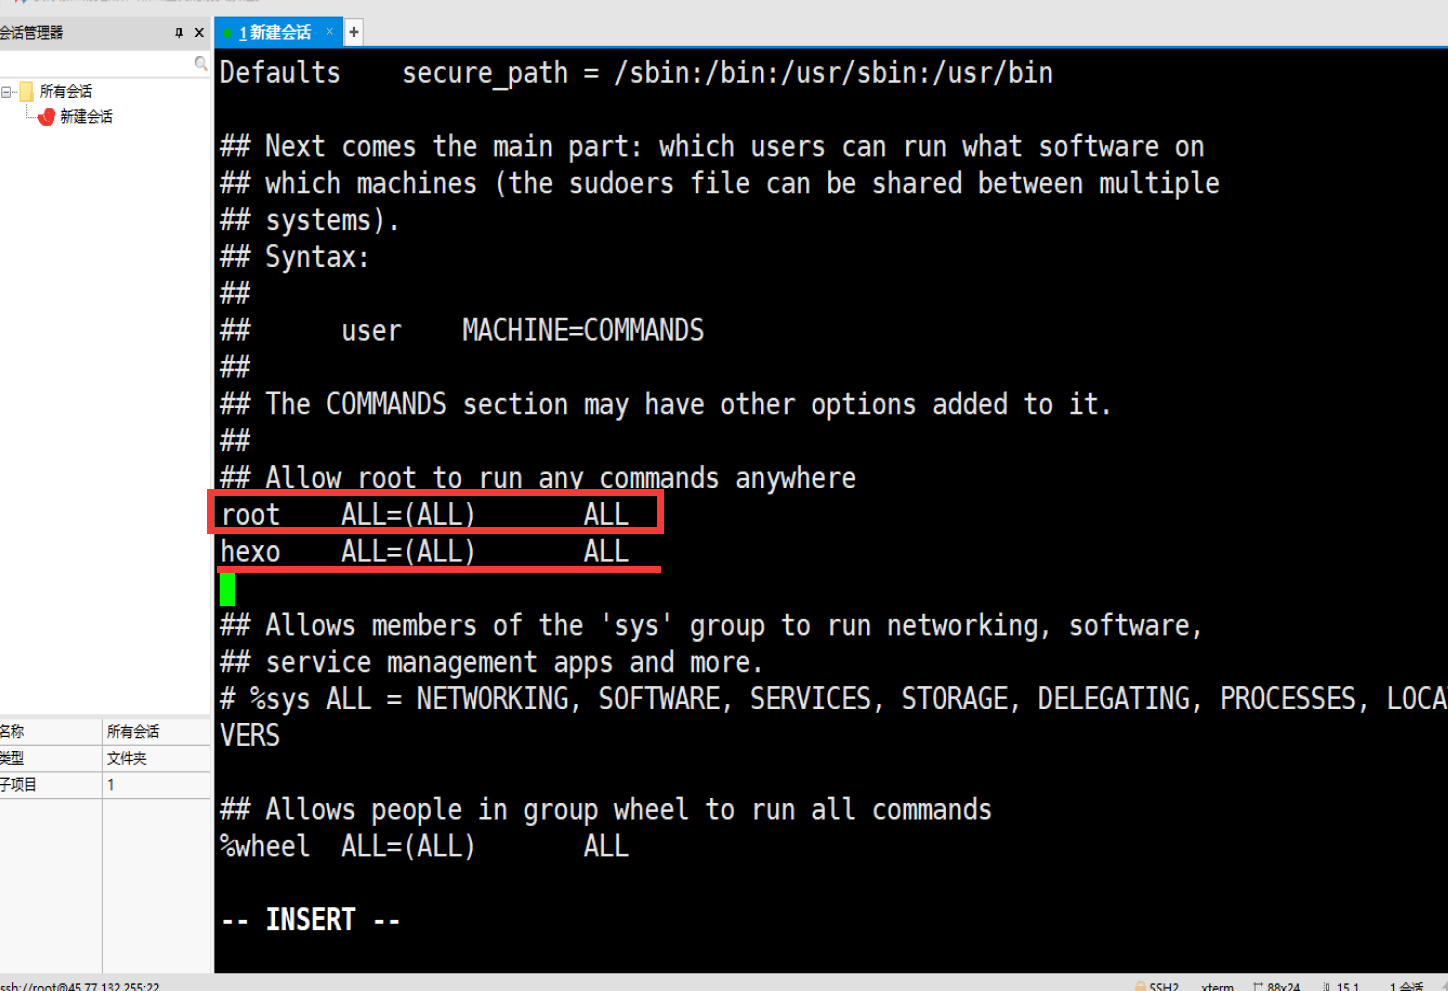 会话管理器
1 新建会话
所有会话
新建会话
Defaults    secure_path = /sbin:/bin:/usr/sbin:/usr/bin
## Next comes the main part: which users can run what software on
## which machines (the sudoers file can be shared between multiple
## systems).
## Syntax:
##
##      user    MACHINE=COMMANDS
##
## The COMMANDS section may have other options added to it.
##
## Allow root to run any commands anywhere
root    ALL=(ALL)       ALL
hexo    ALL=(ALL)       ALL
## Allows members of the 'sys' group to run networking, software,
## service management apps and more.
# %sys ALL = NETWORKING, SOFTWARE, SERVICES, STORAGE, DELEGATING, PROCESSES, LOCA
VERS
## Allows people in group wheel to run all commands
%wheel  ALL=(ALL)       ALL
-- INSERT --
名称 所有会话
类型 文件夹
子项目 1
ssh://root@45.77.132.255:22
SSH2 xterm 88x24 15,1 1 会话